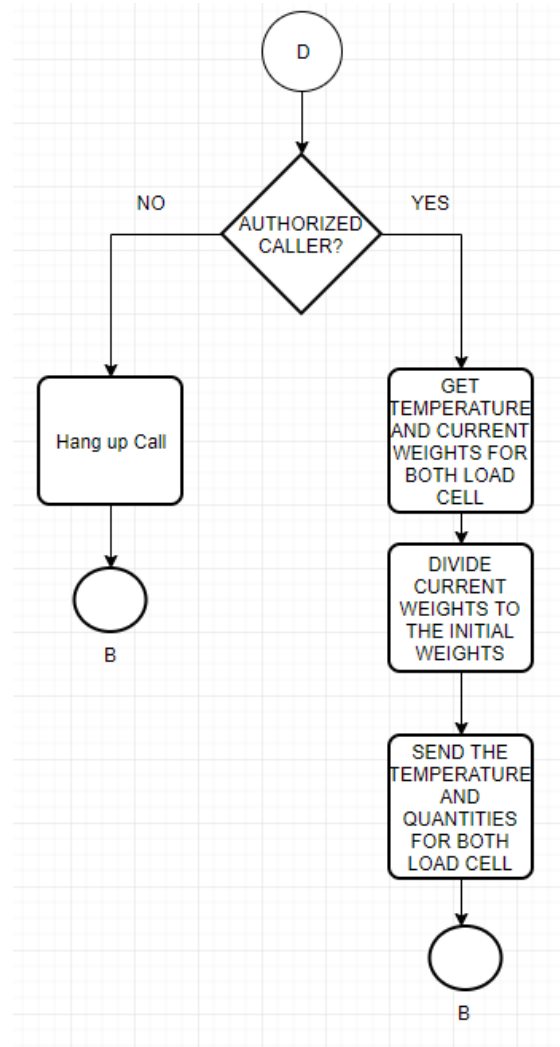 D
NO
YES
AUTHORIZED
CALLER?
Hang up Call
B
GET
TEMPERATURE
AND CURRENT
WEIGHTS FOR
BOTH LOAD
CELL
DIVIDE
CURRENT
WEIGHTS TO
THE INITIAL
WEIGHTS
SEND THE
TEMPERATURE
AND
QUANTITIES
FOR BOTH
LOAD CELL
B